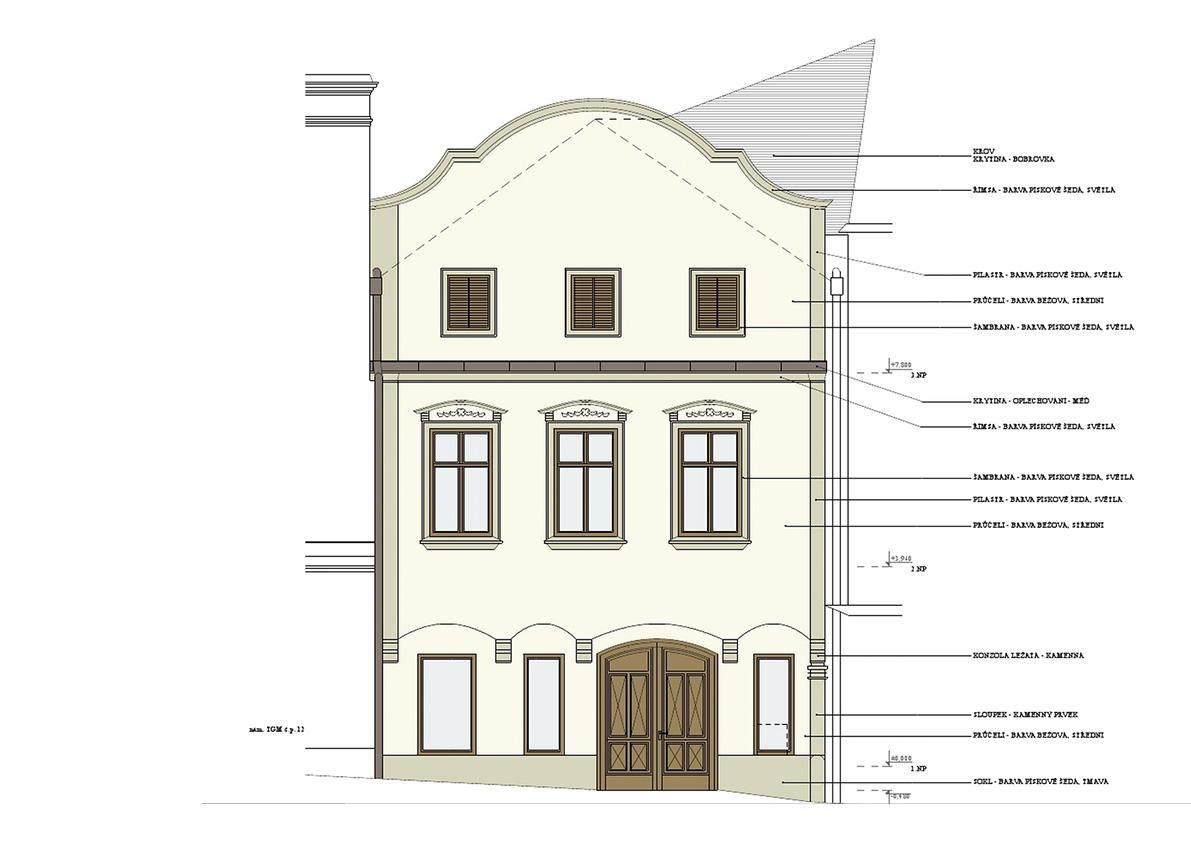 KROV
KRYTINA - BOBROVKA
ŘÍMSA - BARVA PÍSKOVĚ ŠEDÁ, SVĚTLÁ
PILASTR - BARVA PÍSKOVĚ ŠEDÁ, SVĚTLÁ
PRŮČELÍ - BARVA BÉŽOVÁ, STŘEDNÍ
ŠAMBRÁNA - BARVA PÍSKOVĚ ŠEDÁ, SVĚTLÁ
+7,800
3.NP
KRYTINA - OPLECHOVÁNÍ - MĚĎ
ŘÍMSA - BARVA PÍSKOVĚ ŠEDÁ, SVĚTLÁ
ŠAMBRÁNA - BARVA PÍSKOVĚ ŠEDÁ, SVĚTLÁ
PILASTR - BARVA PÍSKOVĚ ŠEDÁ, SVĚTLÁ
PRŮČELÍ - BARVA BÉŽOVÁ, STŘEDNÍ
+3,940
2.NP
KONZOLA LEŽATÁ - KAMENNÁ
SLOUPEK - KAMENNÝ PRVEK
nám. TGM č.p.12
PRŮČELÍ - BARVA BÉŽOVÁ, STŘEDNÍ
±0,000
1.NP
SOKL - BARVA PÍSKOVĚ ŠEDÁ, TMAVÁ